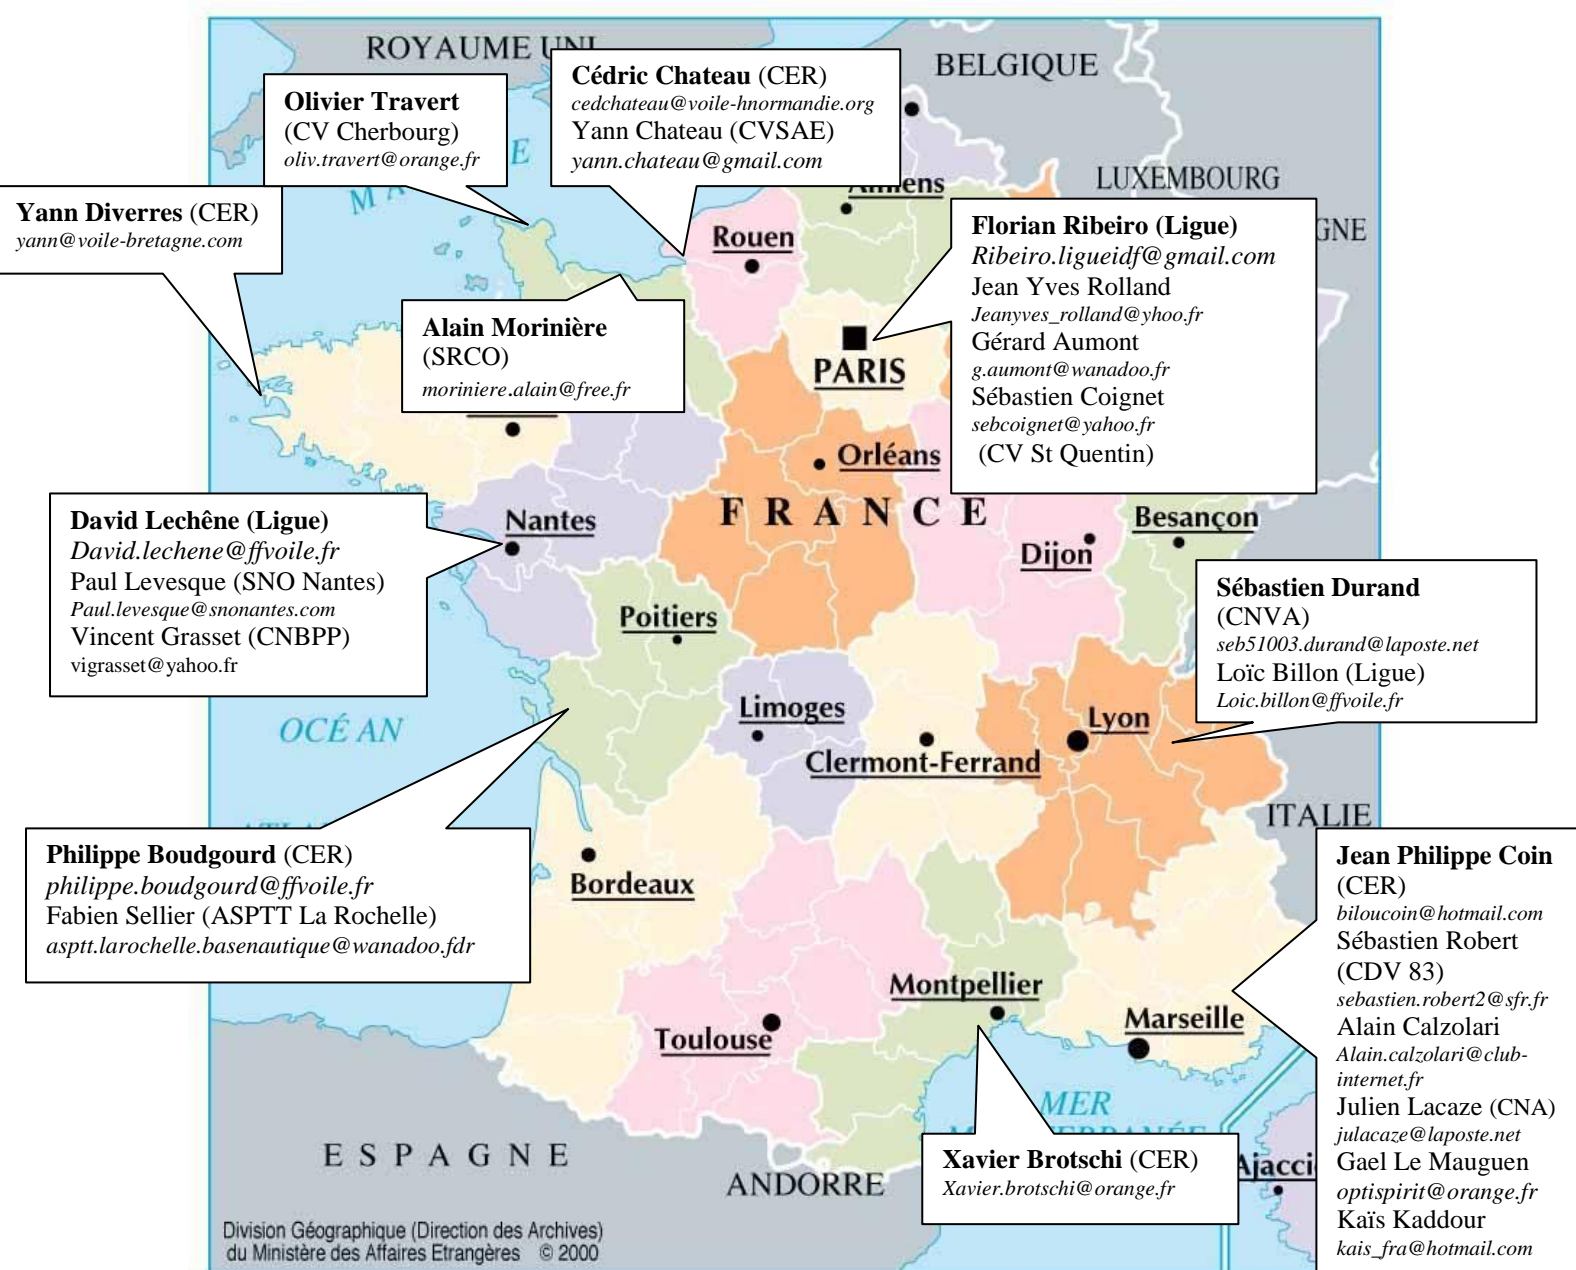 ROYAUME UNI
BELGIQUE
LUXEMBOURG
GNE
Olivier Travert
(CV Cherbourg)
oliv.travert@orange.fr
Cédric Chateau (CER)
cedchateau@voile-hnormandie.org
Yann Chateau (CVSAE)
yann.chateau@gmail.com
Yann Diverres (CER)
yann@voile-bretagne.com
M A
E
Amiens
Rouen
Florian Ribeiro (Ligue)
Ribeiro.ligueidf@gmail.com
Jean Yves Rolland
Jeanyves_rolland@yhoo.fr
Gérard Aumont
g.aumont@wanadoo.fr
Sébastien Coignet
sebcoignet@yahoo.fr
(CV St Quentin)
Alain Morinière
(SRCO)
moriniere.alain@free.fr
PARIS
Orléans
F R A N C E
Nantes
Besançon
Dijon
David Lechêne (Ligue)
David.lechene@ffvoile.fr
Paul Levesque (SNO Nantes)
Paul.levesque@snonantes.com
Vincent Grasset (CNBPP)
vigrasset@yahoo.fr
Sébastien Durand
(CNVA)
seb51003.durand@laposte.net
Loïc Billon (Ligue)
Loic.billon@ffvoile.fr
Poitiers
Limoges
Lyon
Clermont-Ferrand
OCÉ AN
ITALIE
Philippe Boudgourd (CER)
philippe.boudgourd@ffvoile.fr
Fabien Sellier (ASPTT La Rochelle)
asptt.larochelle.basenautique@wanadoo.fdr
Bordeaux
Jean Philippe Coin
(CER)
biloucoin@hotmail.com
Sébastien Robert
(CDV 83)
sebastien.robert2@sfr.fr
Alain Calzolari
Alain.calzolari@club-
internet.fr
Julien Lacaze (CNA)
julacaze@laposte.net
Gael Le Mauguen
optispirit@orange.fr
Kaïs Kaddour
kais_fra@hotmail.com
Montpellier
Marseille
Toulouse
MER
Xavier Brotschi (CER)
Xavier.brotschi@orange.fr
Ajacci
E S P A G N E
ANDORRE
Division Géographique (Direction des Archives)
du Ministère des Affaires Etrangères © 2000